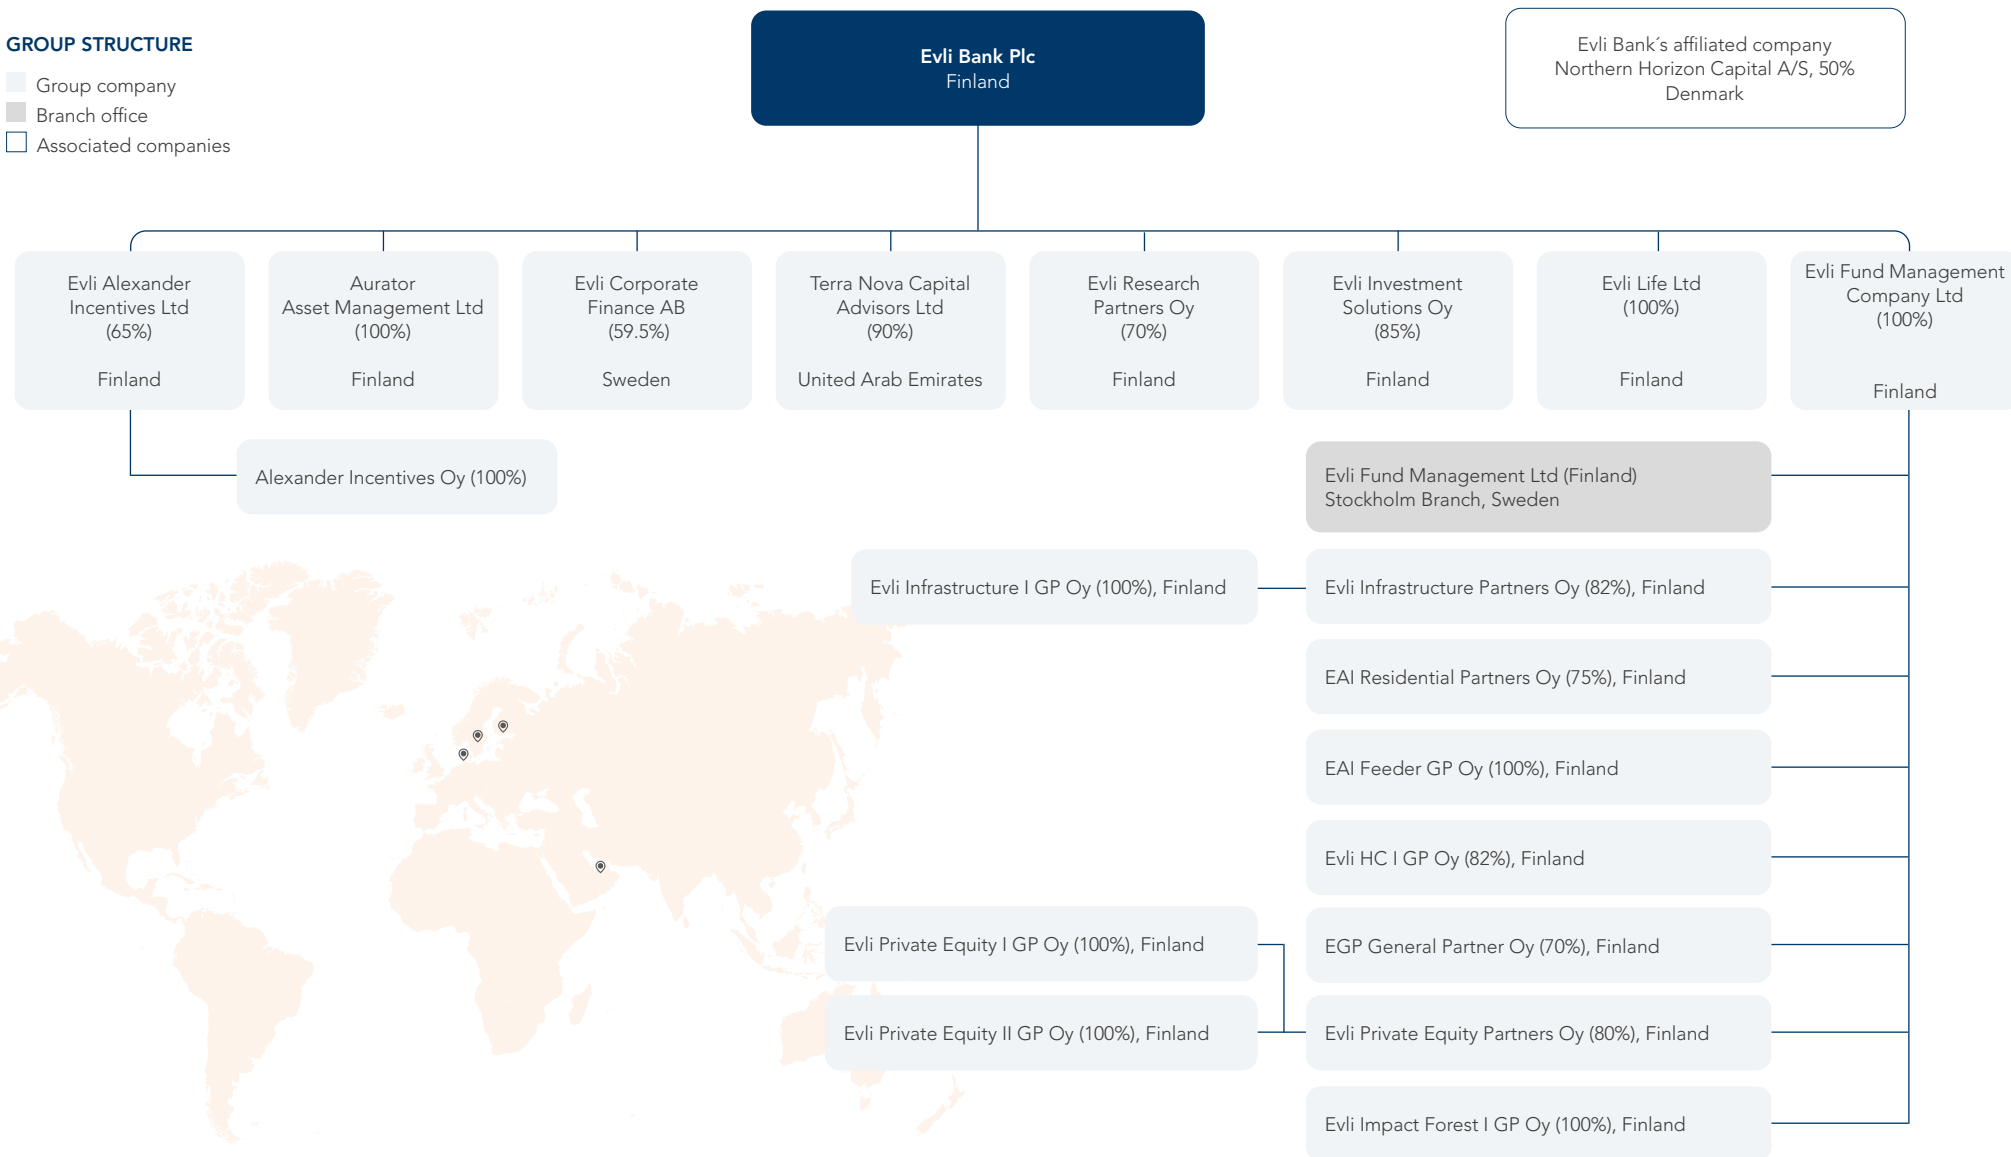 GROUP STRUCTURE
Group company
Branch office
Associated companies
Evli Bank Plc
Finland
Evli Bank´s affiliated company
Northern Horizon Capital A/S, 50%
Denmark
Evli Alexander
Incentives Ltd
(65%)
Finland
Aurator
Asset Management Ltd
(100%)
Finland
Evli Corporate
Finance AB
(59.5%)
Sweden
Terra Nova Capital
Advisors Ltd
(90%)
United Arab Emirates
Evli Research
Partners Oy
(70%)
Finland
Evli Investment
Solutions Oy
(85%)
Finland
Evli Life Ltd
(100%)
Finland
Evli Fund Management
Company Ltd
(100%)
Finland
Alexander Incentives Oy (100%)
Evli Fund Management Ltd (Finland)
Stockholm Branch, Sweden
Evli Infrastructure I GP Oy (100%), Finland
Evli Infrastructure Partners Oy (82%), Finland
EAI Residential Partners Oy (75%), Finland
EAI Feeder GP Oy (100%), Finland
Evli HC I GP Oy (82%), Finland
Evli Private Equity I GP Oy (100%), Finland
EGP General Partner Oy (70%), Finland
Evli Private Equity II GP Oy (100%), Finland
Evli Private Equity Partners Oy (80%), Finland
Evli Impact Forest I GP Oy (100%), Finland